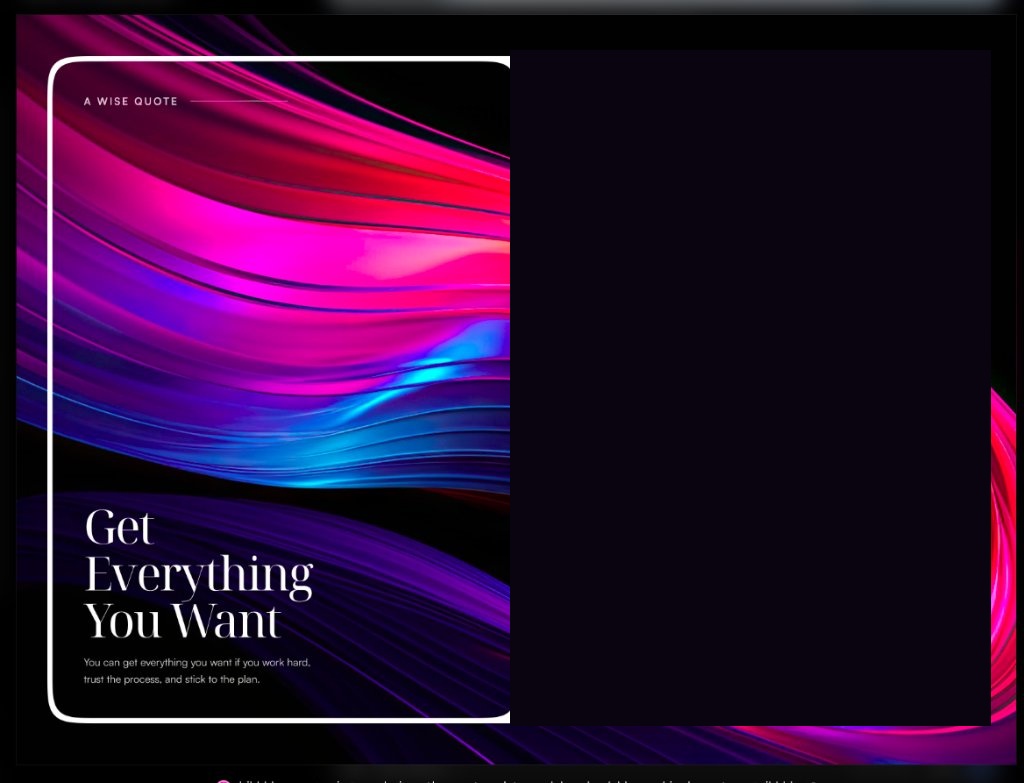 A WISE QUOTE
Get
Everything
You Want
You can get everything you want if you work hard,
trust the process, and stick to the plan.